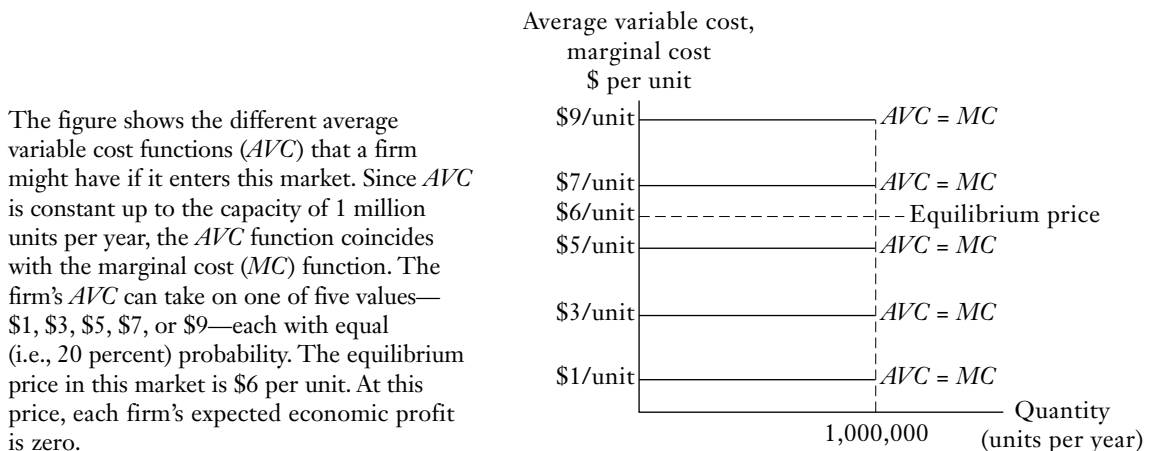 The figure shows the different average
variable cost functions (AVC) that a firm
might have if it enters this market. Since AVC
is constant up to the capacity of 1 million
units per year, the AVC function coincides
with the marginal cost (MC) function. The
firm's AVC can take on one of five values—
$1, $3, $5, $7, or $9—each with equal
(i.e., 20 percent) probability. The equilibrium
price in this market is $6 per unit. At this
price, each firm's expected economic profit
is zero.
Average variable cost,
marginal cost
$ per unit
$9/unit AVC = MC
$7/unit AVC = MC
$6/unit Equilibrium price
$5/unit AVC = MC
$3/unit AVC = MC
$1/unit AVC = MC
1,000,000
Quantity
(units per year)